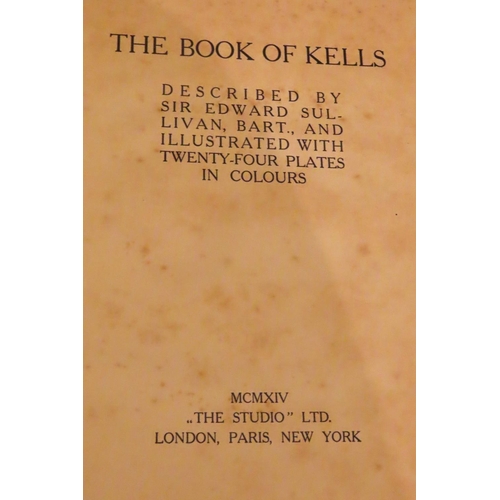 THE BOOK OF KELLS
DESCRIBED BY
SIR EDWARD SUL-
LIVAN, BART., AND
ILLUSTRATED WITH
TWENTY-FOUR PLATES
IN COLOURS
MCMXIV
„THE STUDIO" LTD.
LONDON, PARIS, NEW YORK